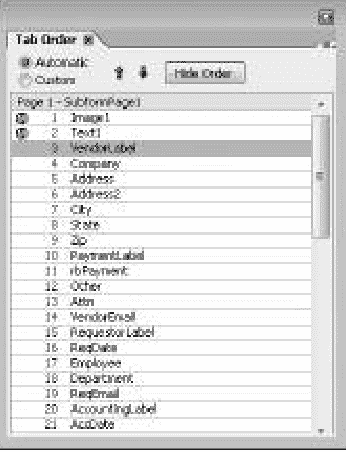 Tab Order
Automatic
Custom
Hide Order
Page 1 - SubformPage1
1 Image1
2 Text1
3 VendorLabel
4 Company
5 Address
6 Address2
7 City
8 State
9 Zip
10 PaymentLabel
11 rbPayment
12 Other
13 Attn
14 VendorEmail
15 RequestorLabel
16 ReqDate
17 Employee
18 Department
19 ReqEmail
20 AccountingLabel
21 AccDate